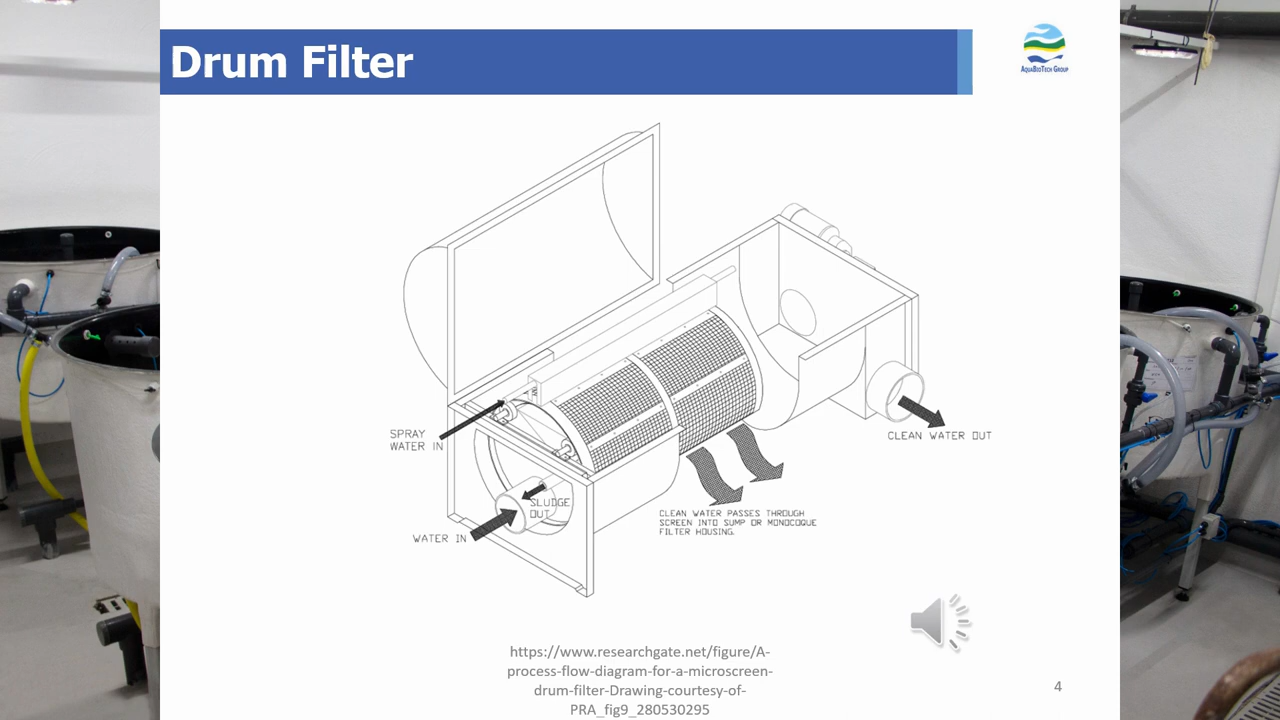 Drum Filter
AquaBioTech Group
SPRAY
WATER IN
SLUDGE
OUT
WATER IN
CLEAN WATER OUT
CLEAN WATER PASSES THROUGH
SCREEN INTO SUMP OR MONOCOQUE
FILTER HOUSING.
https://www.researchgate.net/figure/A-
process-flow-diagram-for-a-microscreen-
drum-filter-Drawing-courtesy-of-
PRA_fig9_280530295
4